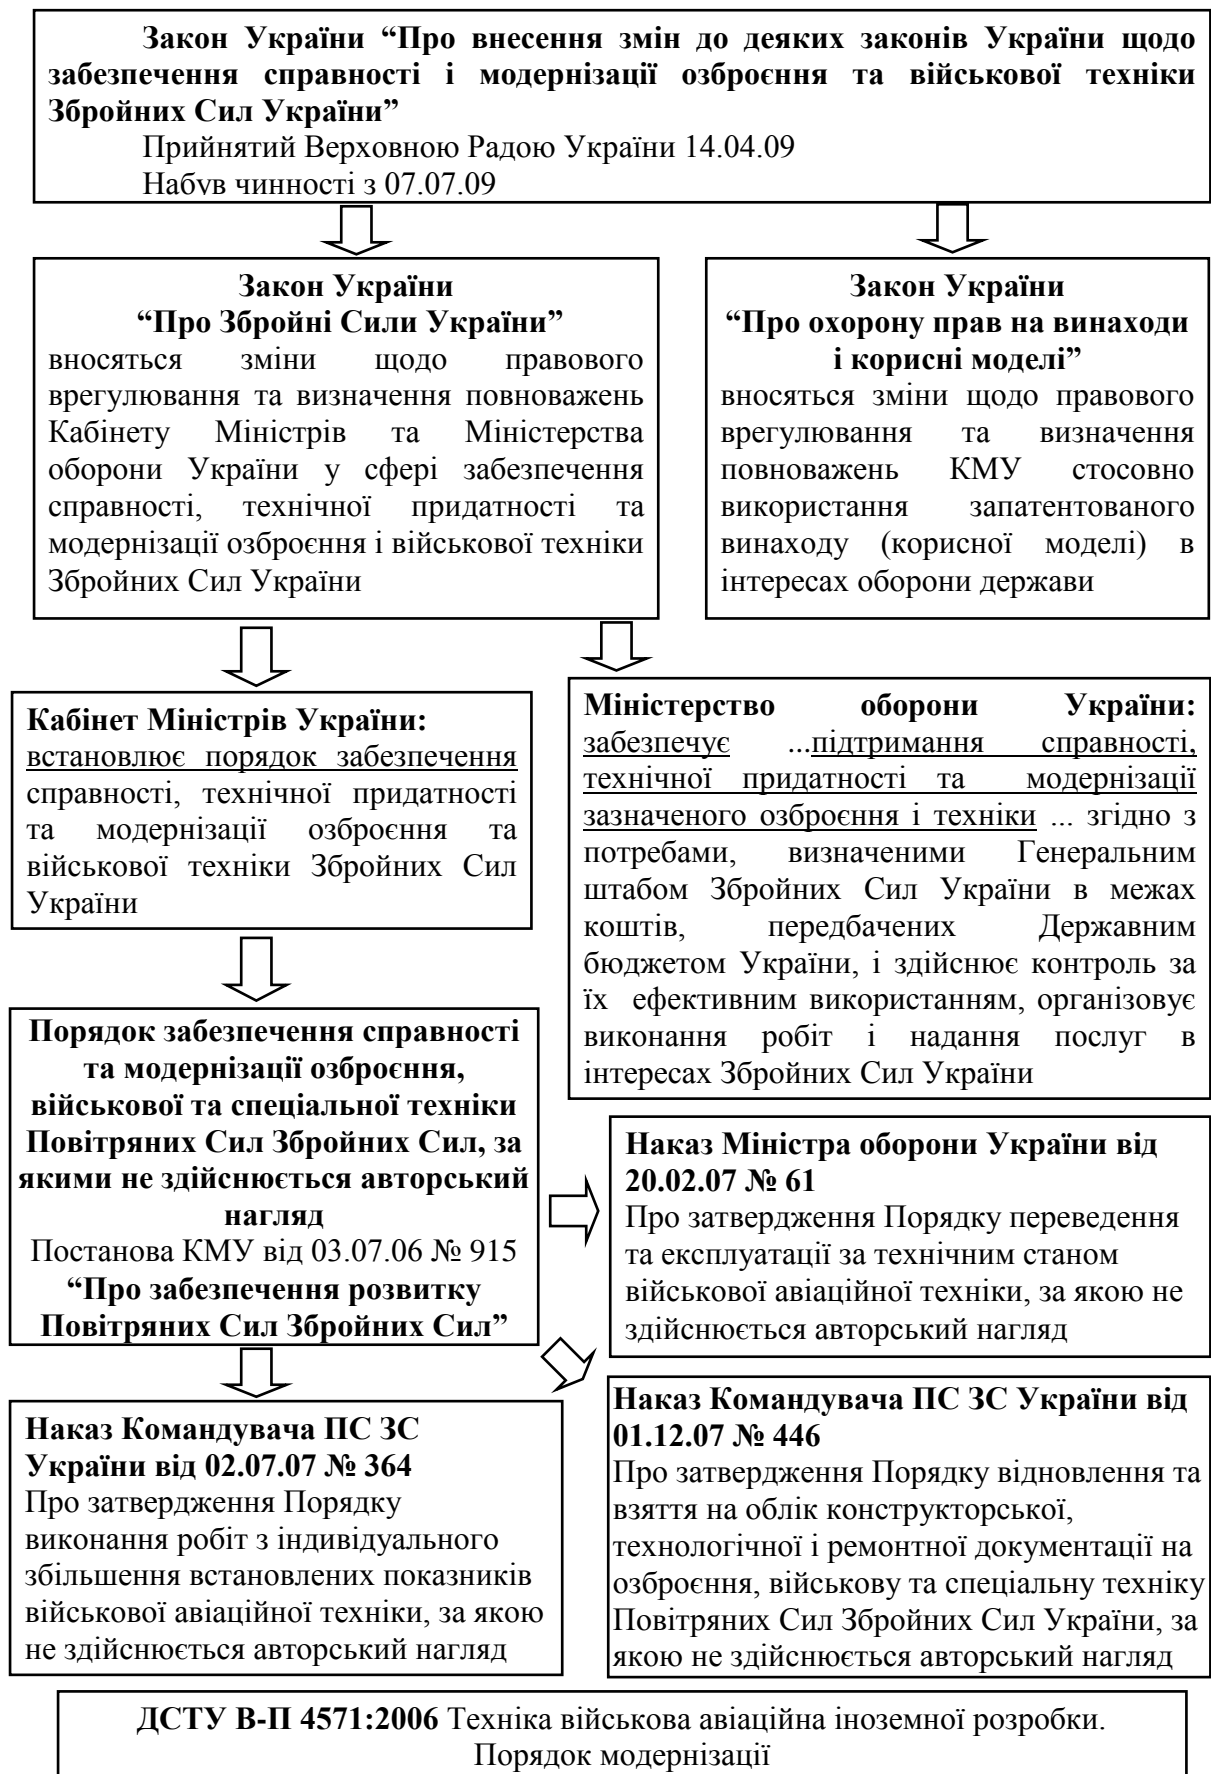 Закон України “Про внесення змін до деяких законів України щодо
забезпечення справності і модернізації озброєння та військової техніки
Збройних Сил України”
Прийнятий Верховною Радою України 14.04.09
Набув чинності з 07.07.09
Закон України
“Про Збройні Сили України”
вносяться зміни щодо правового
врегулювання та визначення повноважень
Кабінету Міністрів та Міністерства
оборони України у сфері забезпечення
справності, технічної придатності та
модернізації озброєння і військової техніки
Збройних Сил України
Закон України
“Про охорону прав на винаходи
і корисні моделі”
вносяться зміни щодо правового
врегулювання та визначення
повноважень КМУ стосовно
використання запатентованого
винаходу (корисної моделі) в
інтересах оборони держави
Кабінет Міністрів України:
встановлює порядок забезпечення
справності, технічної придатності
та модернізації озброєння та
військової техніки Збройних Сил
України
Міністерство оборони України:
забезпечує ...підтримання справності,
технічної придатності та модернізації
зазначеного озброєння і техніки ... згідно з
потребами, визначеними Генеральним
штабом Збройних Сил України в межах
коштів, передбачених Державним
бюджетом України, і здійснює контроль за
їх ефективним використанням, організовує
виконання робіт і надання послуг в
інтересах Збройних Сил України
Порядок забезпечення справності
та модернізації озброєння,
військової та спеціальної техніки
Повітряних Сил Збройних Сил, за
якими не здійснюється авторський
нагляд
Постанова КМУ від 03.07.06 № 915
“Про забезпечення розвитку
Повітряних Сил Збройних Сил”
Наказ Міністра оборони України від
20.02.07 № 61
Про затвердження Порядку переведення
та експлуатації за технічним станом
військової авіаційної техніки, за якою не
здійснюється авторський нагляд
Наказ Командувача ПС ЗС
України від 02.07.07 № 364
Про затвердження Порядку
виконання робіт з індивідуального
збільшення встановлених показників
військової авіаційної техніки, за якою
не здійснюється авторський нагляд
Наказ Командувача ПС ЗС України від
01.12.07 № 446
Про затвердження Порядку відновлення та
взяття на облік конструкторської,
технологічної і ремонтної документації на
озброєння, військову та спеціальну техніку
Повітряних Сил Збройних Сил України, за
якою не здійснюється авторський нагляд
ДСТУ В-П 4571:2006 Техніка військова авіаційна іноземної розробки.
Порядок модернізації